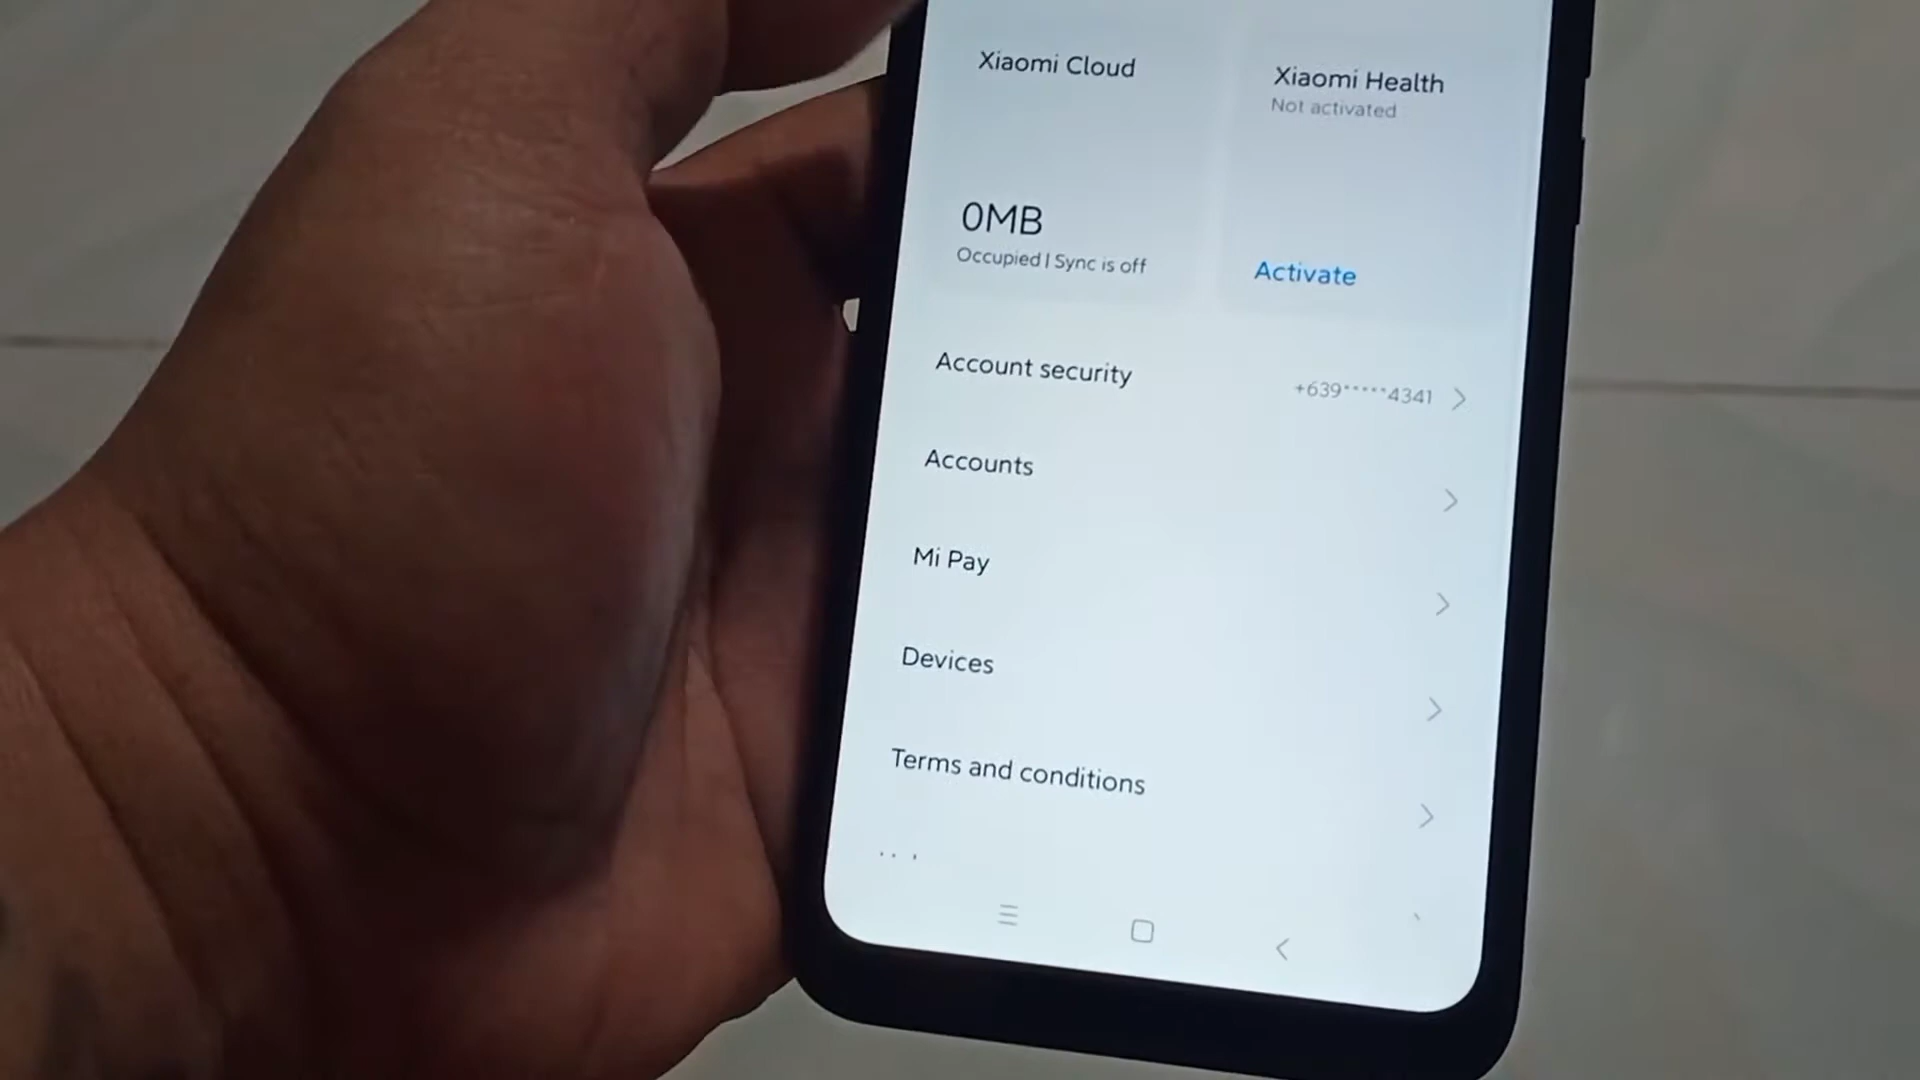 Xiaomi Cloud
Xiaomi Health
Not activated
0MB
Occupied | Sync is off
Activate
Account security
+639*****4341
Accounts
Mi Pay
Devices
Terms and conditions